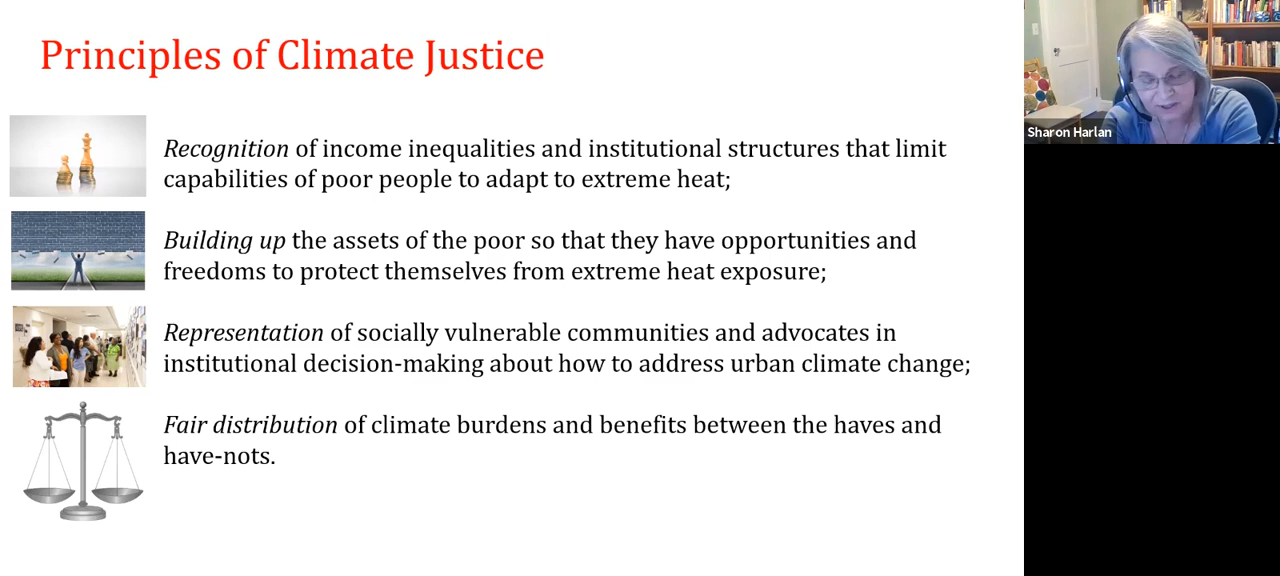 Principles of Climate Justice
Recognition of income inequalities and institutional structures that limit
capabilities of poor people to adapt to extreme heat;
Building up the assets of the poor so that they have opportunities and
freedoms to protect themselves from extreme heat exposure;
Representation of socially vulnerable communities and advocates in
institutional decision-making about how to address urban climate change;
Fair distribution of climate burdens and benefits between the haves and
have-nots.
Sharon Harlan